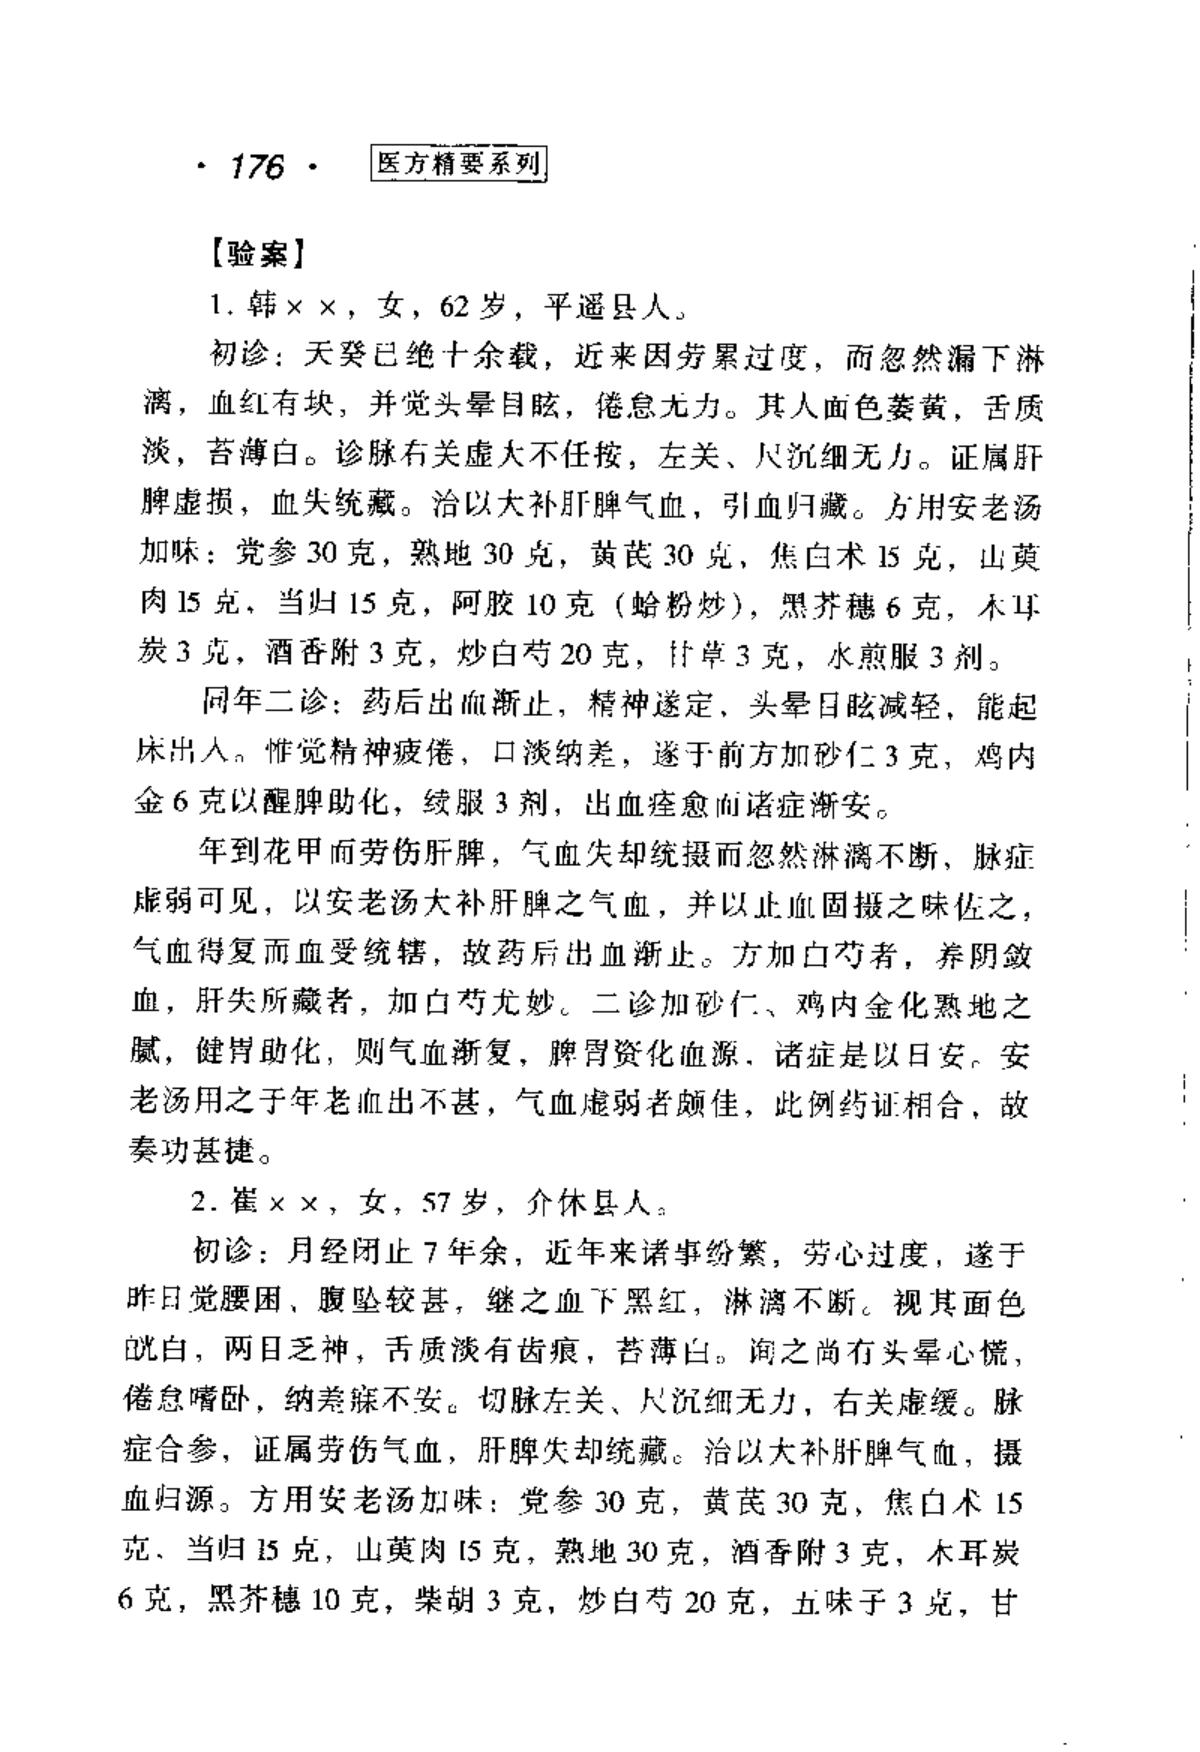 · 176 · 医方精要系列
【验案】
1. 韩××，女，62岁，平遥县人。
初诊：天癸已绝十余载，近来因劳累过度，而忽然漏下淋
漓，血红有块，并觉头晕目眩，倦怠无力。其人面色萎黄，舌质
淡，苔薄白。诊脉右关虚大不任按，左关、尺沉细无力。证属肝
脾虚损，血失统藏。治以大补肝脾气血，引血归藏。方用安老汤
加味：党参30克，熟地30克，黄芪30克，焦白术15克，山萸
肉15克，当归15克，阿胶10克（蛤粉炒），黑芥穗6克，木耳
炭3克，酒香附3克，炒白芍20克，甘草3克，水煎服3剂。
同年二诊：药后出血渐止，精神遂定，头晕目眩减轻，能起
床出入。惟觉精神疲倦，口淡纳差，遂于前方加砂仁3克，鸡内
金6克以醒脾助化，续服3剂，出血痊愈而诸症渐安。
年到花甲而劳伤肝脾，气血失却统摄而忽然淋漓不断，脉症
虚弱可见，以安老汤大补肝脾之气血，并以止血固摄之味佐之，
气血得复而血受统辖，故药后出血渐止。方加白芍者，养阴敛
血，肝失所藏者，加白芍尤妙。二诊加砂仁、鸡内金化熟地之
腻，健胃助化，则气血渐复，脾胃资化血源，诸症是以日安。安
老汤用之于年老血出不甚，气血虚弱者颇佳，此例药证相合，故
奏功甚捷。
2. 崔××，女，57岁，介休县人。
初诊：月经闭止7年余，近年来诸事纷繁，劳心过度，遂于
昨日觉腰困、腹坠较甚，继之血下黑红，淋漓不断。视其面色
㿠白，两目乏神，舌质淡有齿痕，苔薄白。询之尚有头晕心慌，
倦怠嗜卧，纳差寐不安。切脉左关、尺沉细无力，右关虚缓。脉
症合参，证属劳伤气血，肝脾失却统藏。治以大补肝脾气血，摄
血归源。方用安老汤加味：党参30克，黄芪30克，焦白术15
克，当归15克，山萸肉15克，熟地30克，酒香附3克，木耳炭
6克，黑芥穗10克，柴胡3克，炒白芍20克，五味子3克，甘